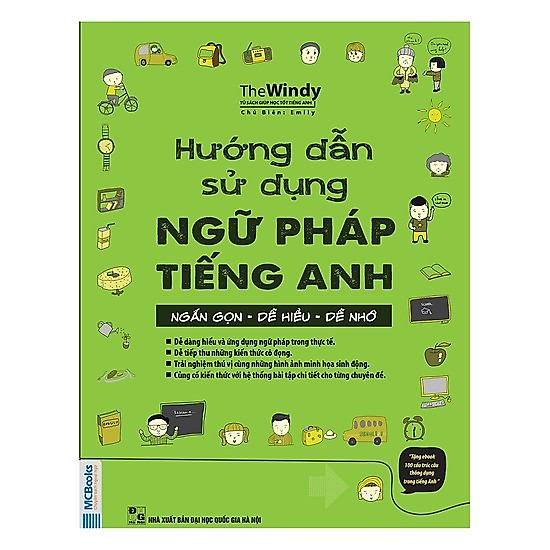 TheWindy
TỦ SÁCH GIÚP HỌC TỐT TIẾNG ANH
Chủ Biên: Emily
Hướng dẫn
sử dụng
NGỮ PHÁP
TIẾNG ANH
NGẮN GỌN - DỄ HIỂU - DỄ NHỚ
Dễ dàng hiểu và ứng dụng ngữ pháp trong thực tế.
Dễ tiếp thu những kiến thức cô đọng.
Trải nghiệm thú vị cùng những hình ảnh minh họa sinh động.
Củng cố kiến thức với hệ thống bài tập chi tiết cho từng chuyên đề.
SCHOOL
"Tặng ebook
100 cấu trúc câu
thông dụng
trong tiếng Anh"
MCBooks
NHÀ XUẤT BẢN ĐẠI HỌC QUỐC GIA HÀ NỘI